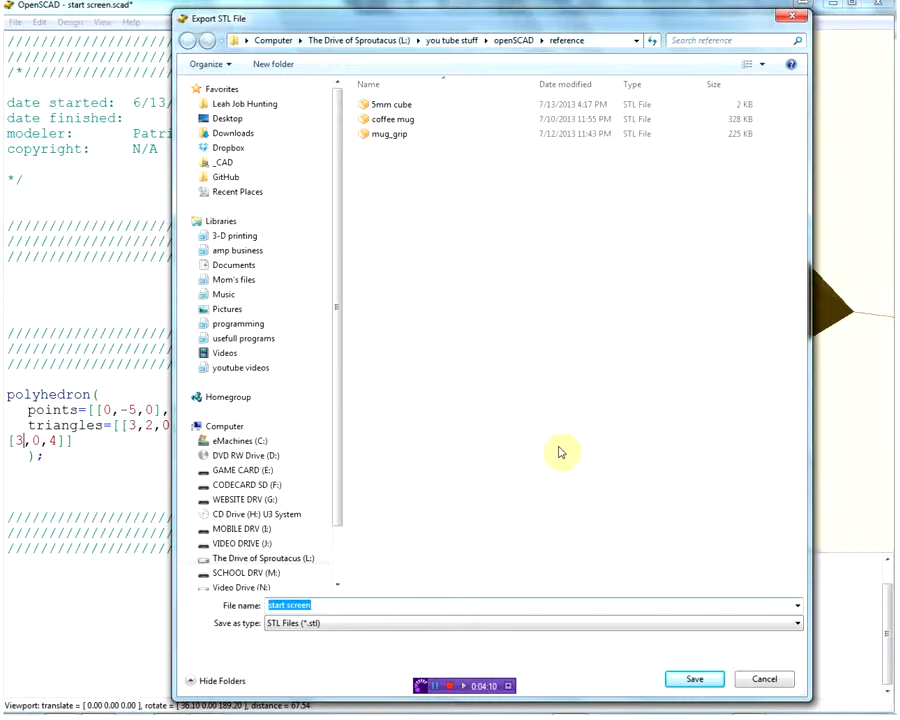 OpenSCAD - start screen.scad*
File Edit Design View Help
Export STL File
Computer The Drive of Sproutacus (L:) you tube stuff openSCAD reference
Search reference
Organize New folder
/////////////////////
/////////////////////
/*///////////////////
date started: 6/13/
date finished:
modeler: Patri
copyright: N/A
*/
/////////////////////
/////////////////////
/////////////////////
/////////////////////
/////////////////////
/////////////////////
polyhedron(
points=[[0,-5,0],
triangles=[[3,2,0
[3,0,4]]
);
/////////////////////
/////////////////////
/////////////////////
Favorites
Leah Job Hunting
Desktop
Downloads
Dropbox
_CAD
GitHub
Recent Places
Libraries
3-D printing
amp business
Documents
Mom's files
Music
Pictures
programming
usefull programs
Videos
youtube videos
Homegroup
Computer
eMachines (C:)
DVD RW Drive (D:)
GAME CARD (E:)
CODECARD SD (F:)
WEBSITE DRV (G:)
CD Drive (H:) U3 System
MOBILE DRV (I:)
VIDEO DRIVE (J:)
The Drive of Sproutacus (L:)
SCHOOL DRV (M:)
Video Drive (N:)
Name Date modified Type Size
5mm cube 7/13/2013 4:17 PM STL File 2 KB
coffee mug 7/10/2013 11:55 PM STL File 328 KB
mug_grip 7/12/2013 11:43 PM STL File 225 KB
File name: start screen
Save as type: STL Files (*.stl)
Hide Folders
0:04:10
Save Cancel
Viewport: translate = [ 0.00 0.00 0.00 ], rotate = [ 36.10 0.00 189.20 ], distance = 67.54